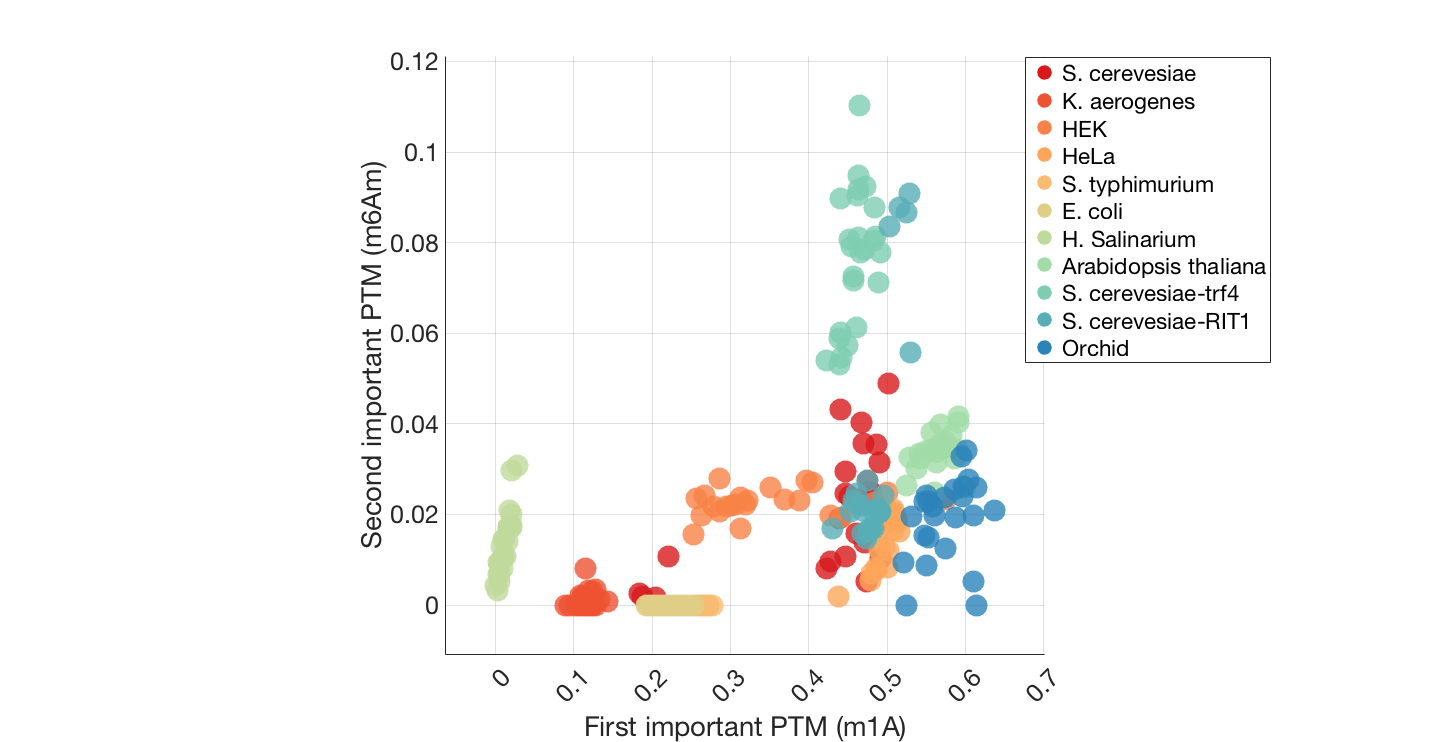 0.12
0.1
0.08
0.06
0.04
0.02
0
Second important PTM (m6Am)
0
0.1
0.2
0.3
0.4
0.5
0.6
0.7
First important PTM (m1A)
S. cerevesiae
K. aerogenes
HEK
HeLa
S. typhimurium
E. coli
H. Salinarium
Arabidopsis thaliana
S. cerevesiae-trf4
S. cerevesiae-RIT1
Orchid